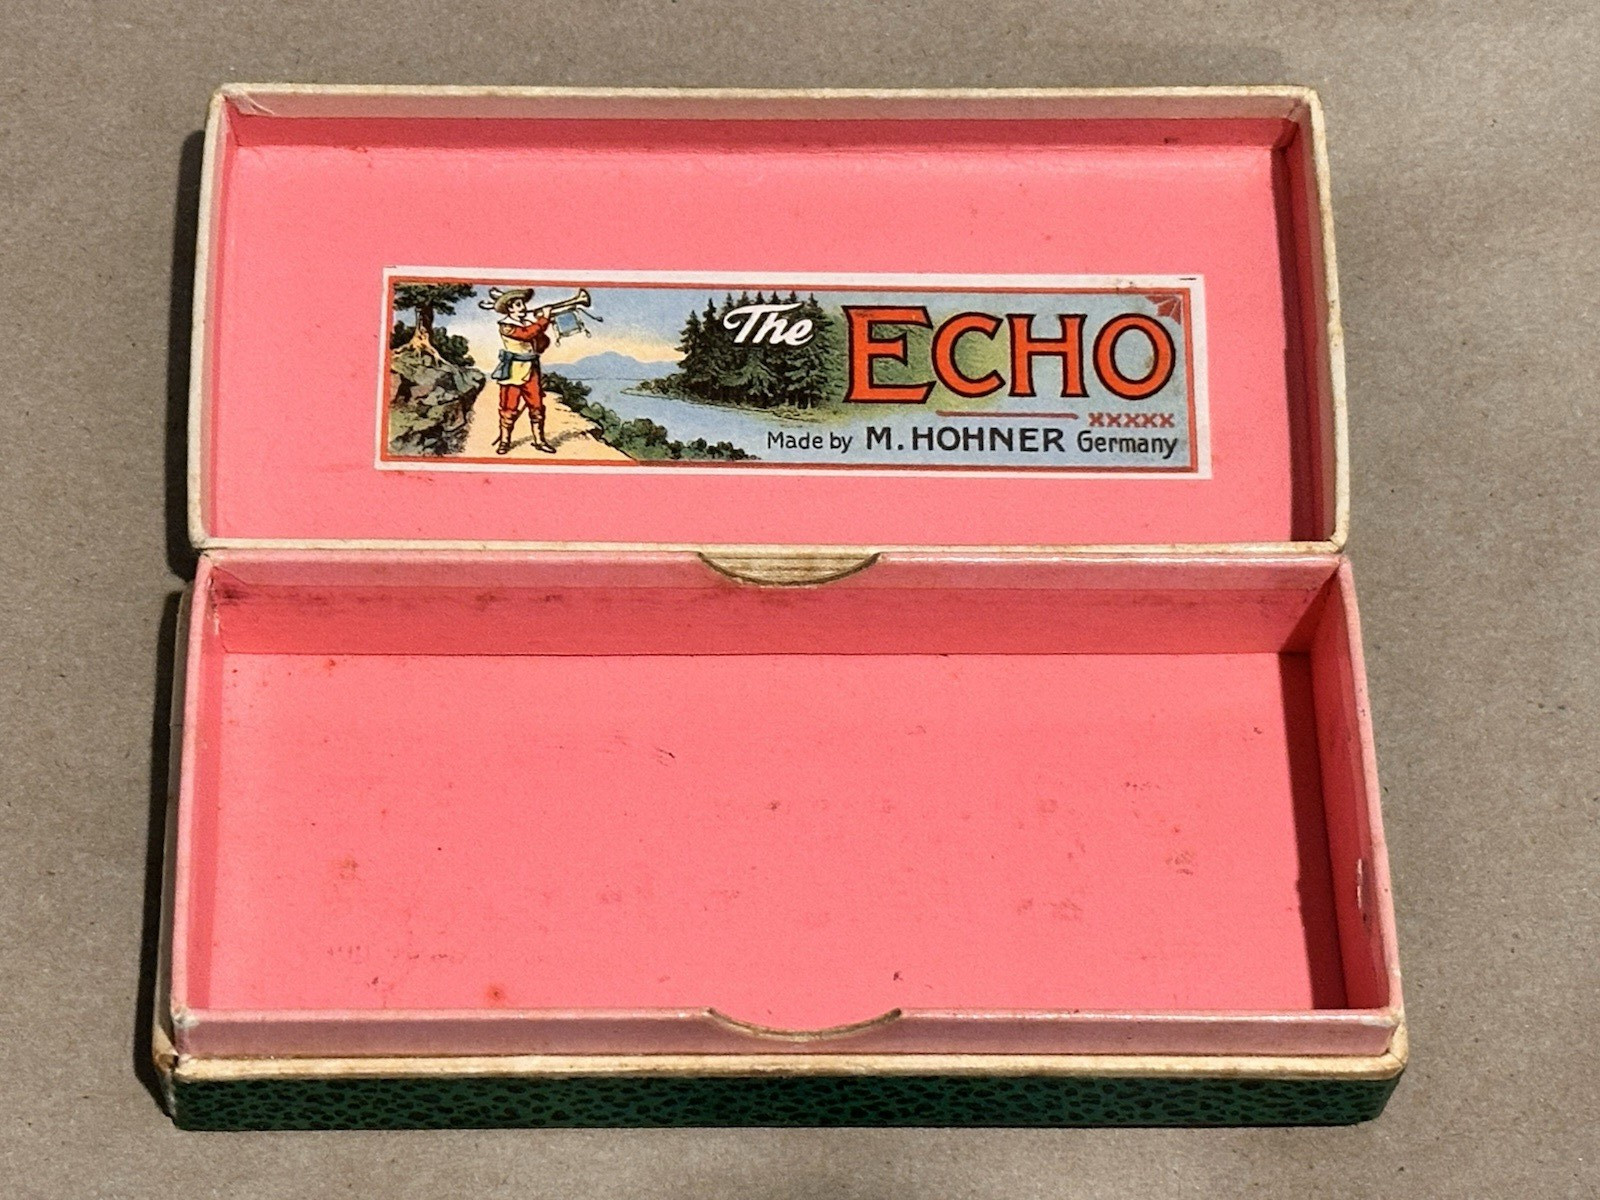 The ECHO
xxxxx
Made by M. HOHNER Germany